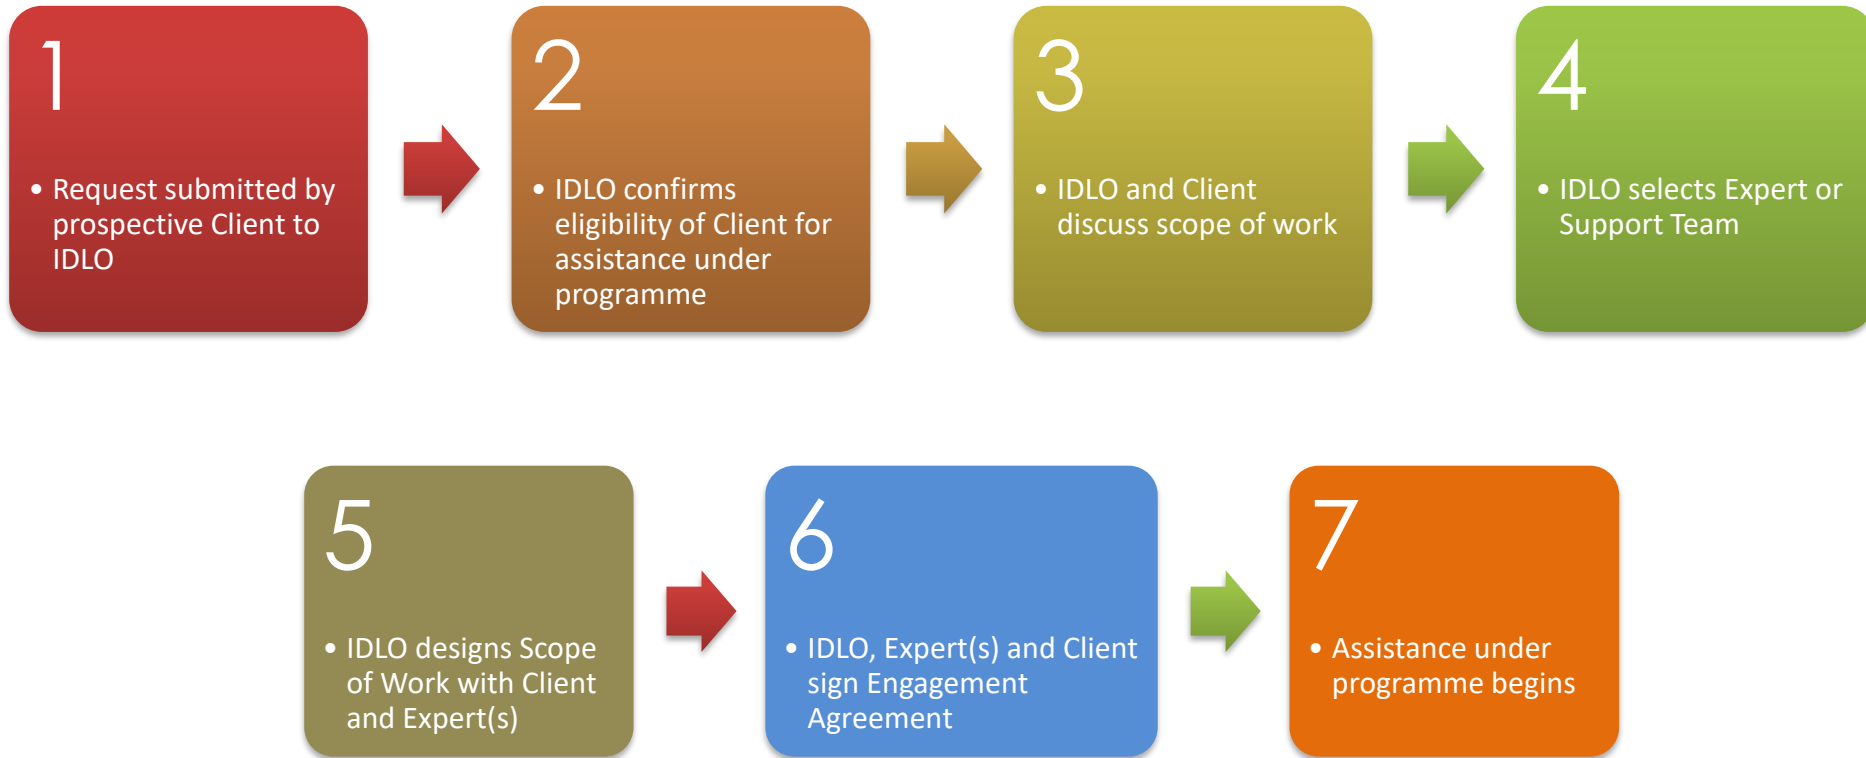 1
• Request submitted by
prospective Client to
IDLO
2
• IDLO confirms
eligibility of Client for
assistance under
programme
3
• IDLO and Client
discuss scope of work
4
• IDLO selects Expert or
Support Team
5
• IDLO designs Scope
of Work with Client
and Expert(s)
6
• IDLO, Expert(s) and Client
sign Engagement
Agreement
7
• Assistance under
programme begins